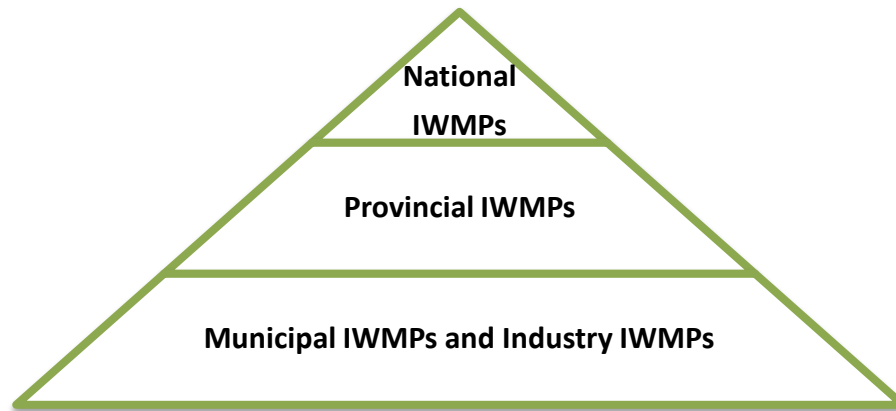 National
IWMPs
Provincial IWMPs
Municipal IWMPs and Industry IWMPs